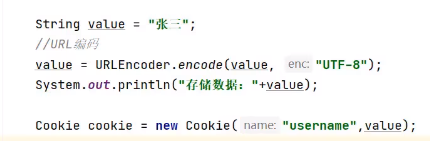 String value = "张三";
//URL编码
value = URLEncoder.encode(value, enc: "UTF-8");
System.out.println("存储数据："+value);
Cookie cookie = new Cookie( name: "username",value);